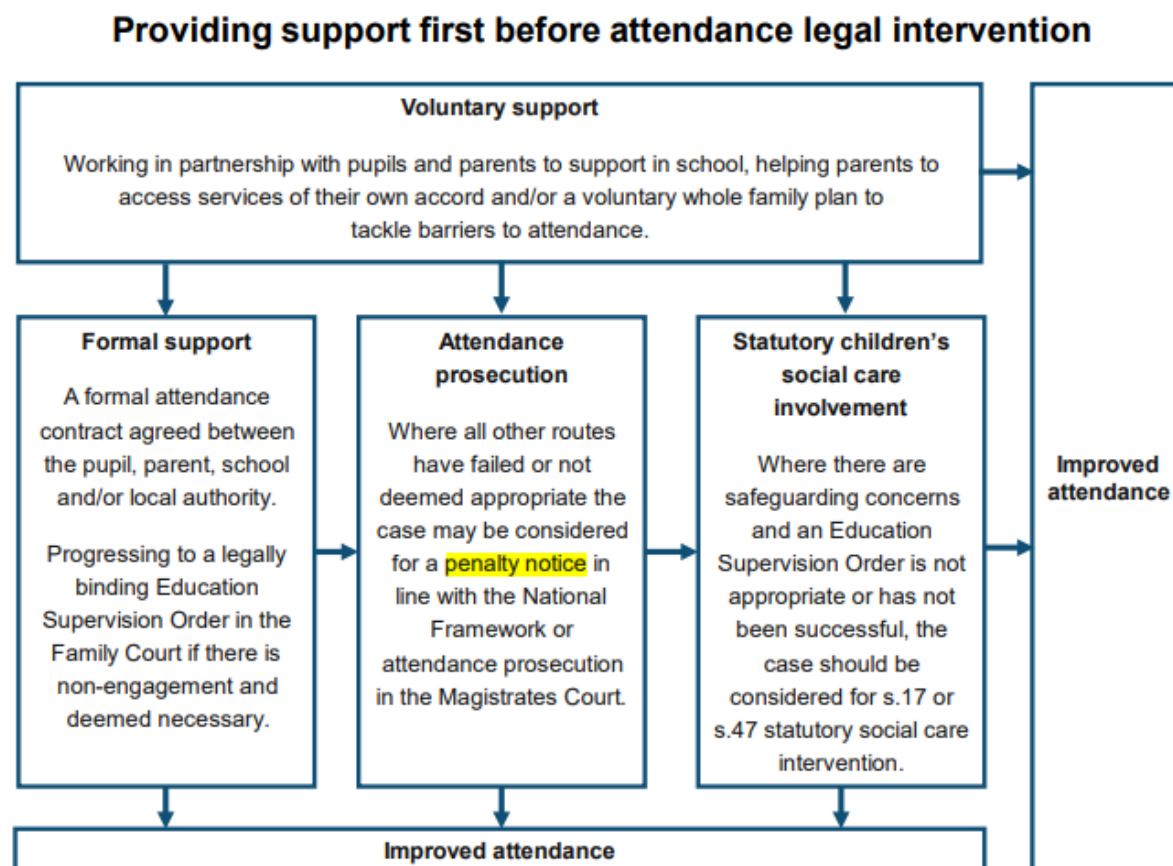 Providing support first before attendance legal intervention
Voluntary support
Working in partnership with pupils and parents to support in school, helping parents to
access services of their own accord and/or a voluntary whole family plan to
tackle barriers to attendance.
Formal support
A formal attendance
contract agreed between
the pupil, parent, school
and/or local authority.
Progressing to a legally
binding Education
Supervision Order in the
Family Court if there is
non-engagement and
deemed necessary.
Attendance
prosecution
Where all other routes
have failed or not
deemed appropriate the
case may be considered
for a penalty notice in
line with the National
Framework or
attendance prosecution
in the Magistrates Court.
Statutory children's
social care
involvement
Where there are
safeguarding concerns
and an Education
Supervision Order is not
appropriate or has not
been successful, the
case should be
considered for s.17 or
s.47 statutory social care
intervention.
Improved
attendance
Improved attendance